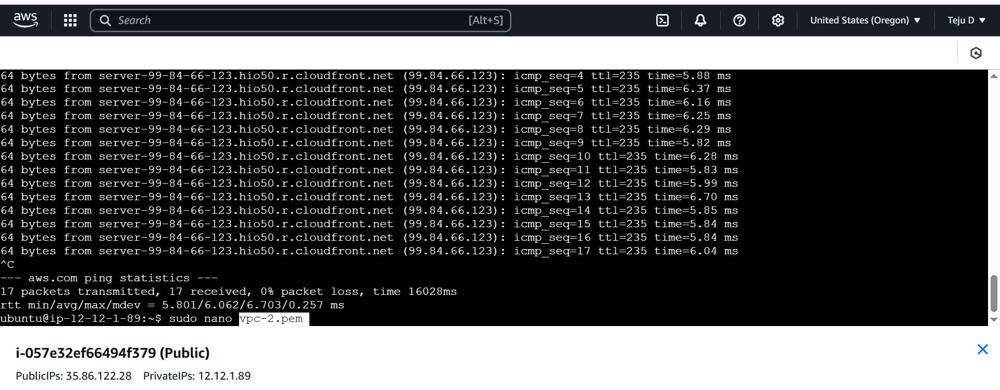 aws
Search [Alt+S]
United States (Oregon)
Teju D
64 bytes from server-99-84-66-123.hio50.r.cloudfront.net (99.84.66.123): icmp_seq=4 ttl=235 time=5.88 ms
64 bytes from server-99-84-66-123.hio50.r.cloudfront.net (99.84.66.123): icmp_seq=5 ttl=235 time=6.37 ms
64 bytes from server-99-84-66-123.hio50.r.cloudfront.net (99.84.66.123): icmp_seq=6 ttl=235 time=6.16 ms
64 bytes from server-99-84-66-123.hio50.r.cloudfront.net (99.84.66.123): icmp_seq=7 ttl=235 time=6.25 ms
64 bytes from server-99-84-66-123.hio50.r.cloudfront.net (99.84.66.123): icmp_seq=8 ttl=235 time=6.29 ms
64 bytes from server-99-84-66-123.hio50.r.cloudfront.net (99.84.66.123): icmp_seq=9 ttl=235 time=5.82 ms
64 bytes from server-99-84-66-123.hio50.r.cloudfront.net (99.84.66.123): icmp_seq=10 ttl=235 time=6.28 ms
64 bytes from server-99-84-66-123.hio50.r.cloudfront.net (99.84.66.123): icmp_seq=11 ttl=235 time=5.83 ms
64 bytes from server-99-84-66-123.hio50.r.cloudfront.net (99.84.66.123): icmp_seq=12 ttl=235 time=5.99 ms
64 bytes from server-99-84-66-123.hio50.r.cloudfront.net (99.84.66.123): icmp_seq=13 ttl=235 time=6.70 ms
64 bytes from server-99-84-66-123.hio50.r.cloudfront.net (99.84.66.123): icmp_seq=14 ttl=235 time=5.85 ms
64 bytes from server-99-84-66-123.hio50.r.cloudfront.net (99.84.66.123): icmp_seq=15 ttl=235 time=5.84 ms
64 bytes from server-99-84-66-123.hio50.r.cloudfront.net (99.84.66.123): icmp_seq=16 ttl=235 time=5.84 ms
64 bytes from server-99-84-66-123.hio50.r.cloudfront.net (99.84.66.123): icmp_seq=17 ttl=235 time=6.04 ms
^C
--- aws.com ping statistics ---
17 packets transmitted, 17 received, 0% packet loss, time 16028ms
rtt min/avg/max/mdev = 5.801/6.062/6.703/0.257 ms
ubuntu@ip-12-12-1-89:~$ sudo nano vpc-2.pem
i-057e32ef66494f379 (Public)
PublicIPs: 35.86.122.28 PrivateIPs: 12.12.1.89